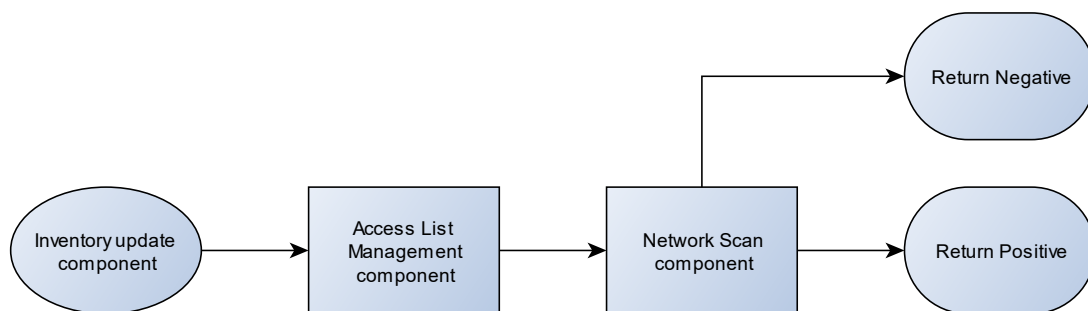 Return Negative
Inventory update
component
Access List
Management
component
Network Scan
component
Return Positive